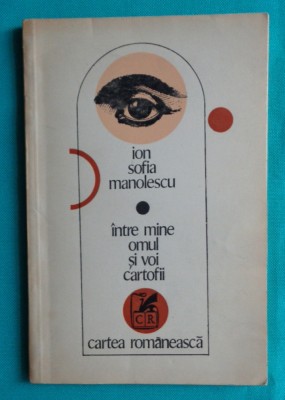 ion
sofia
manolescu
între mine
omul
și voi
cartofii
CR
cartea românească